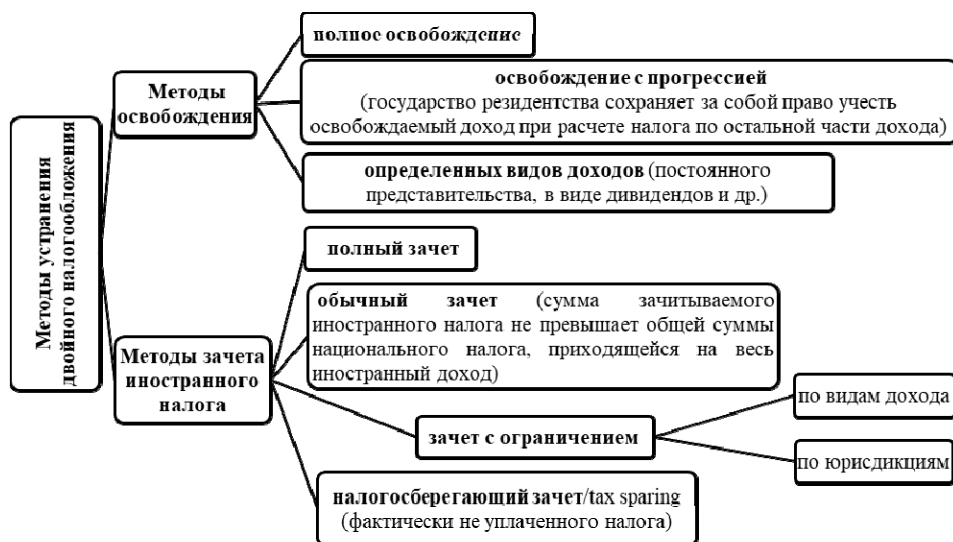 Методы устранения
двойного налогообложения
Методы
освобождения
полное освобождение
освобождение с прогрессией
(государство резидентства сохраняет за собой право учесть
освобождаемый доход при расчете налога по остальной части дохода)
определенных видов доходов (постоянного
представительства, в виде дивидендов и др.)
Методы зачета
иностранного
налога
полный зачет
обычный зачет (сумма зачитываемого
иностранного налога не превышает общей суммы
национального налога, приходящейся на весь
иностранный доход)
зачет с ограничением
по видам дохода
по юрисдикциям
налогосберегающий зачет/tax sparing
(фактически не уплаченного налога)